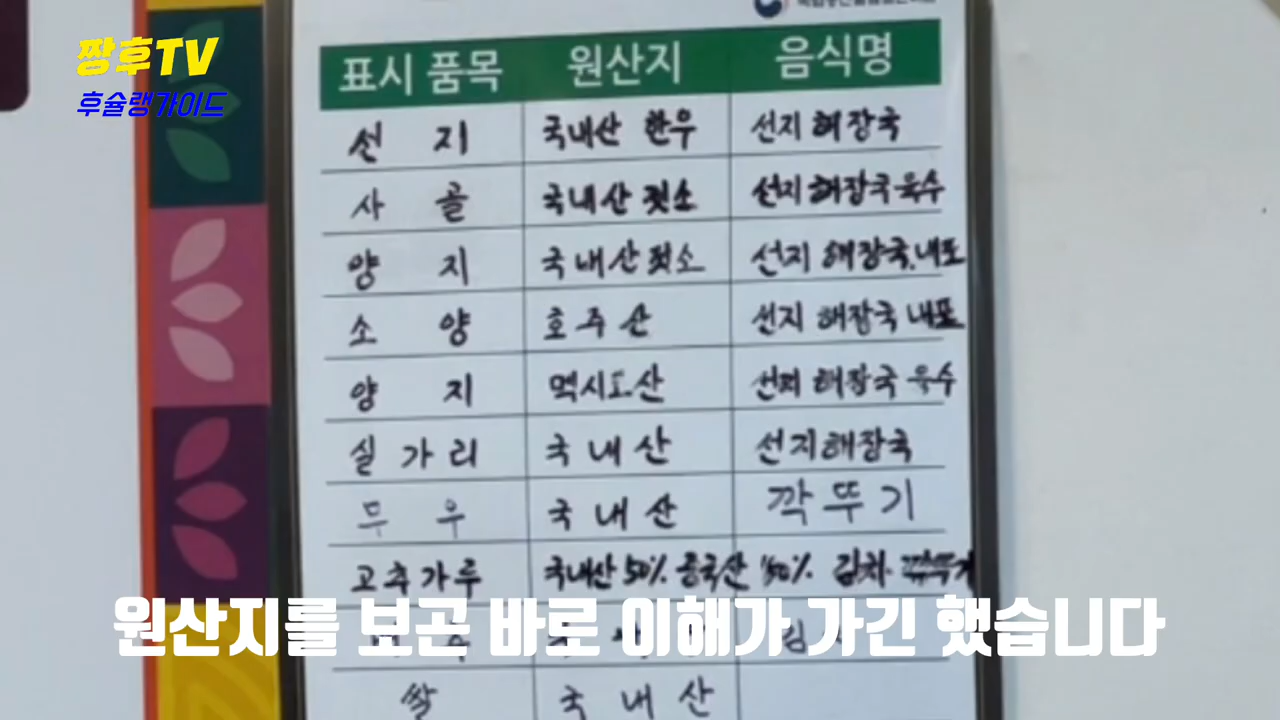 짱후TV
후슐랭가이드
표시 품목 원산지 음식명
선지 국내산 한우 선지 해장국
사골 국내산 젖소 선지 해장국 육수
양지 국내산 젖소 선지 해장국, 내포
소양 호주산 선지 해장국 내포
양지 멕시코산 선지 해장국 육수
실가리 국내산 선지해장국
무우 국내산 깍뚜기
고추가루 국내산 50% 중국산 50% 김치· 깍뚜기
원산지를 보곤 바로 이해가 가긴 했습니다
쌀 국내산